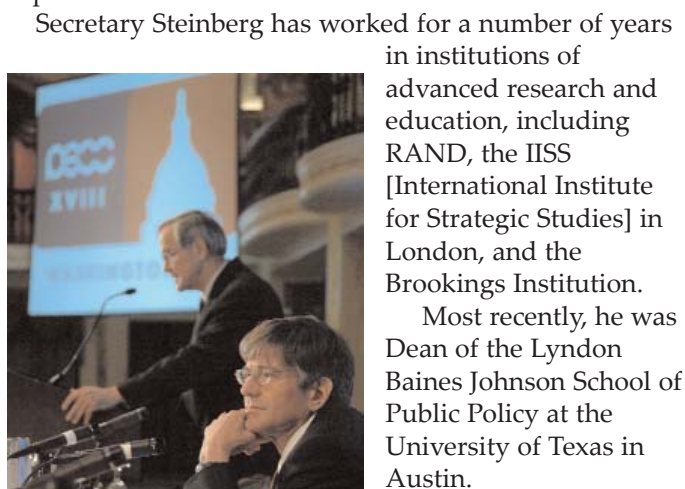 Secretary Steinberg has worked for a number of years
in institutions of
advanced research and
education, including
RAND, the IISS
[International Institute
for Strategic Studies] in
London, and the
Brookings Institution.
Most recently, he was
Dean of the Lyndon
Baines Johnson School of
Public Policy at the
University of Texas in
Austin.
XVIII
WASHINGTO